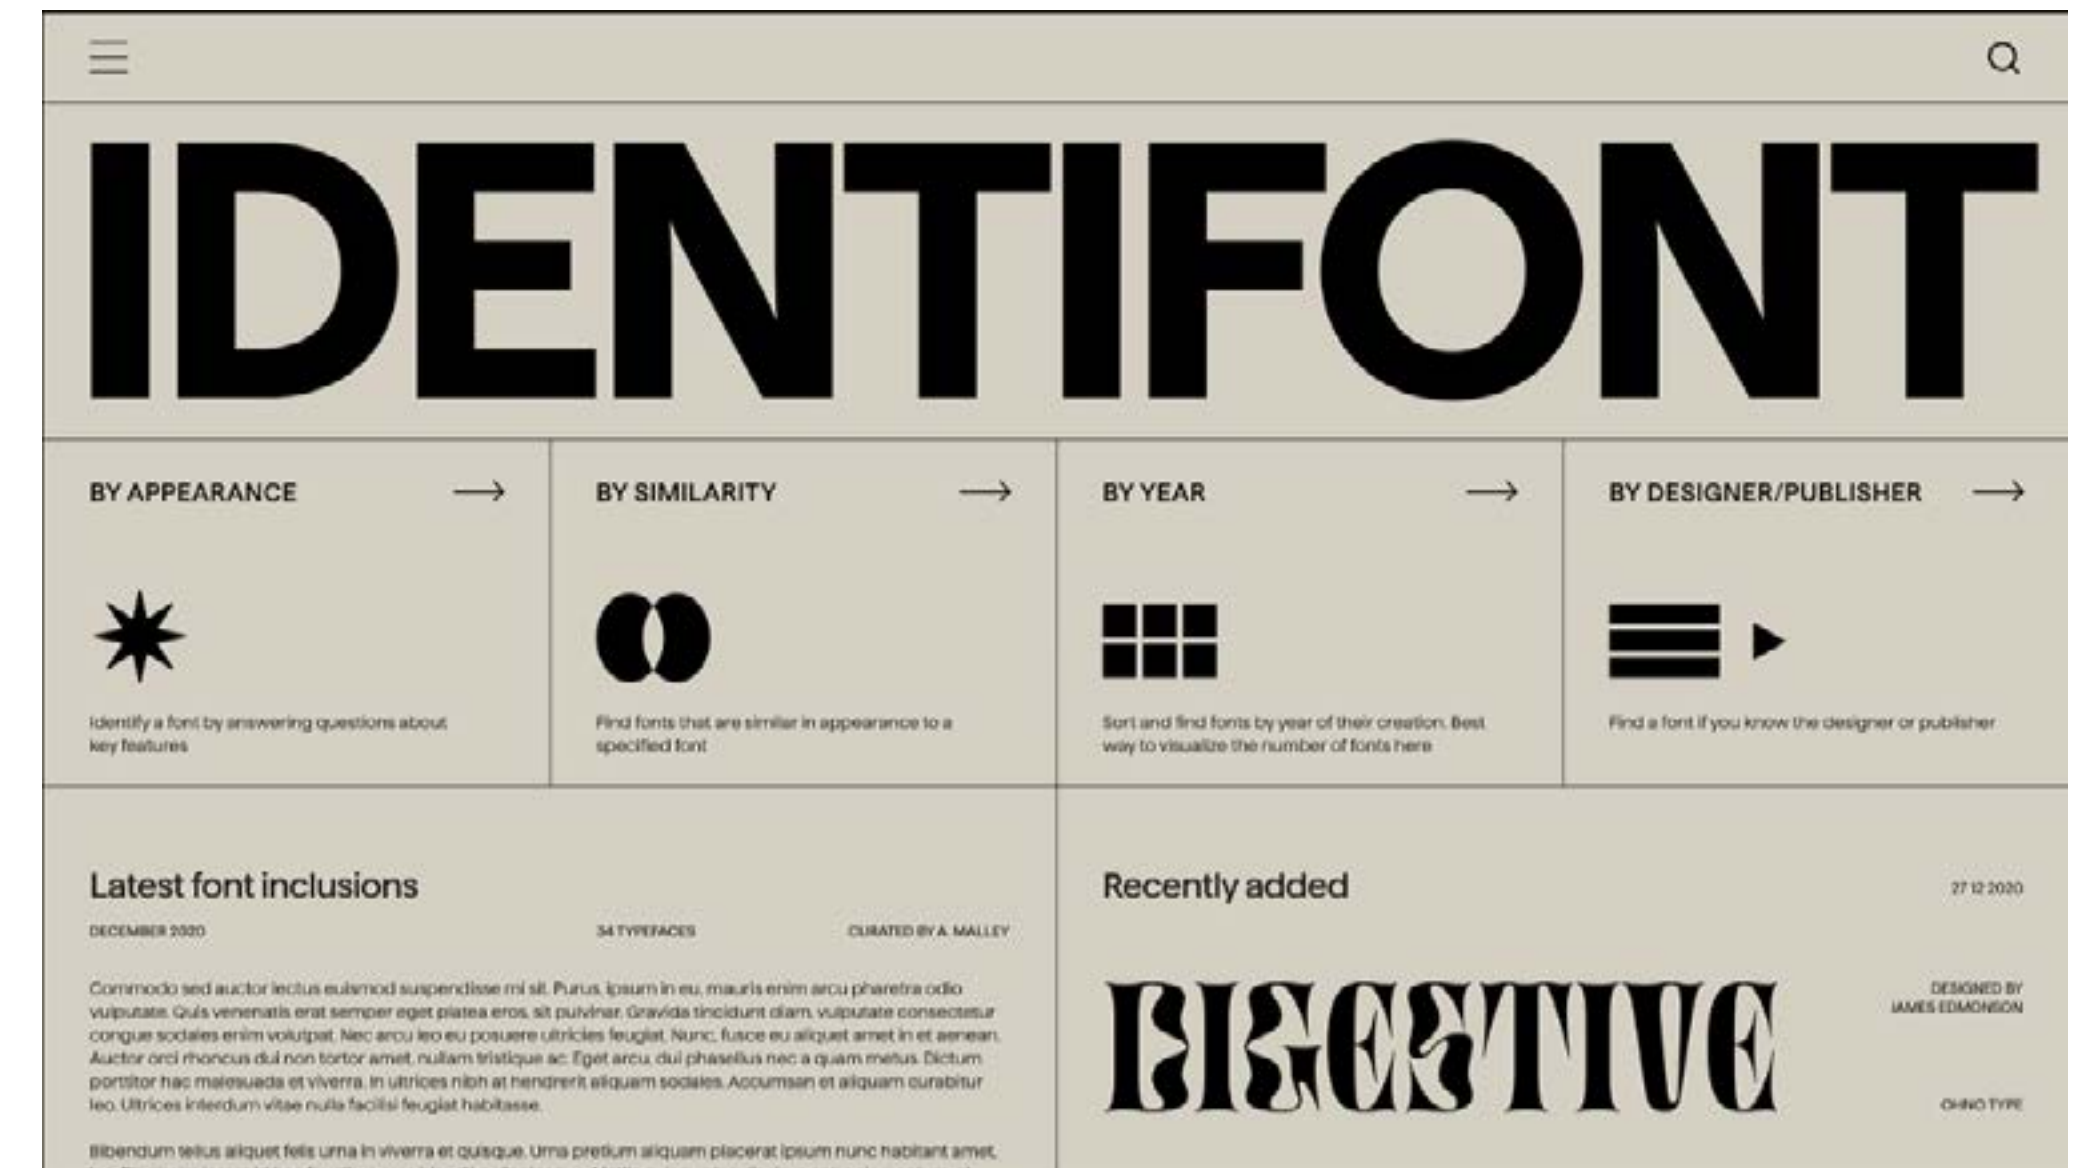 IDENTIFONT
BY APPEARANCE
Identify a font by answering questions about
key features
BY SIMILARITY
Find fonts that are similar in appearance to a
specified font
BY YEAR
Sort and find fonts by year of their creation. Best
way to visualize the number of fonts here
BY DESIGNER/PUBLISHER
Find a font if you know the designer or publisher
Latest font inclusions
DECEMBER 2020
34 TYPEFACES
CURATED BY A. MALLEY
Commodo sed auctor lectus euismod suspendisse mi sit. Purus, ipsum in eu, mauris enim arcu pharetra odio
vulputate. Quis venenatis erat semper eget platea eros, sit pulvinar. Gravida tincidunt diam, vulputate consectetur
congue sodales enim volutpat. Nec arcu leo eu posuere ultricies feugiat. Nunc, fusce eu aliquet amet in et aenean.
Auctor orci rhoncus dui non tortor amet, nullam tristique ac. Eget arcu, dui phasellus nec a quam metus. Dictum
porttitor hac malesuada et viverra. In ultrices nibh at hendrerit aliquam sodales. Accumsan et aliquam curabitur
leo. Ultrices interdum vitae nulla facilisi feugiat habitasse.
Bibendum tellus aliquet felis urna in viverra et quisque. Urna pretium aliquam placerat ipsum nunc habitant amet,
Recently added
27 12 2020
DIGESTIVE
DESIGNED BY
JAMES EDMONSON
OHNO TYPE